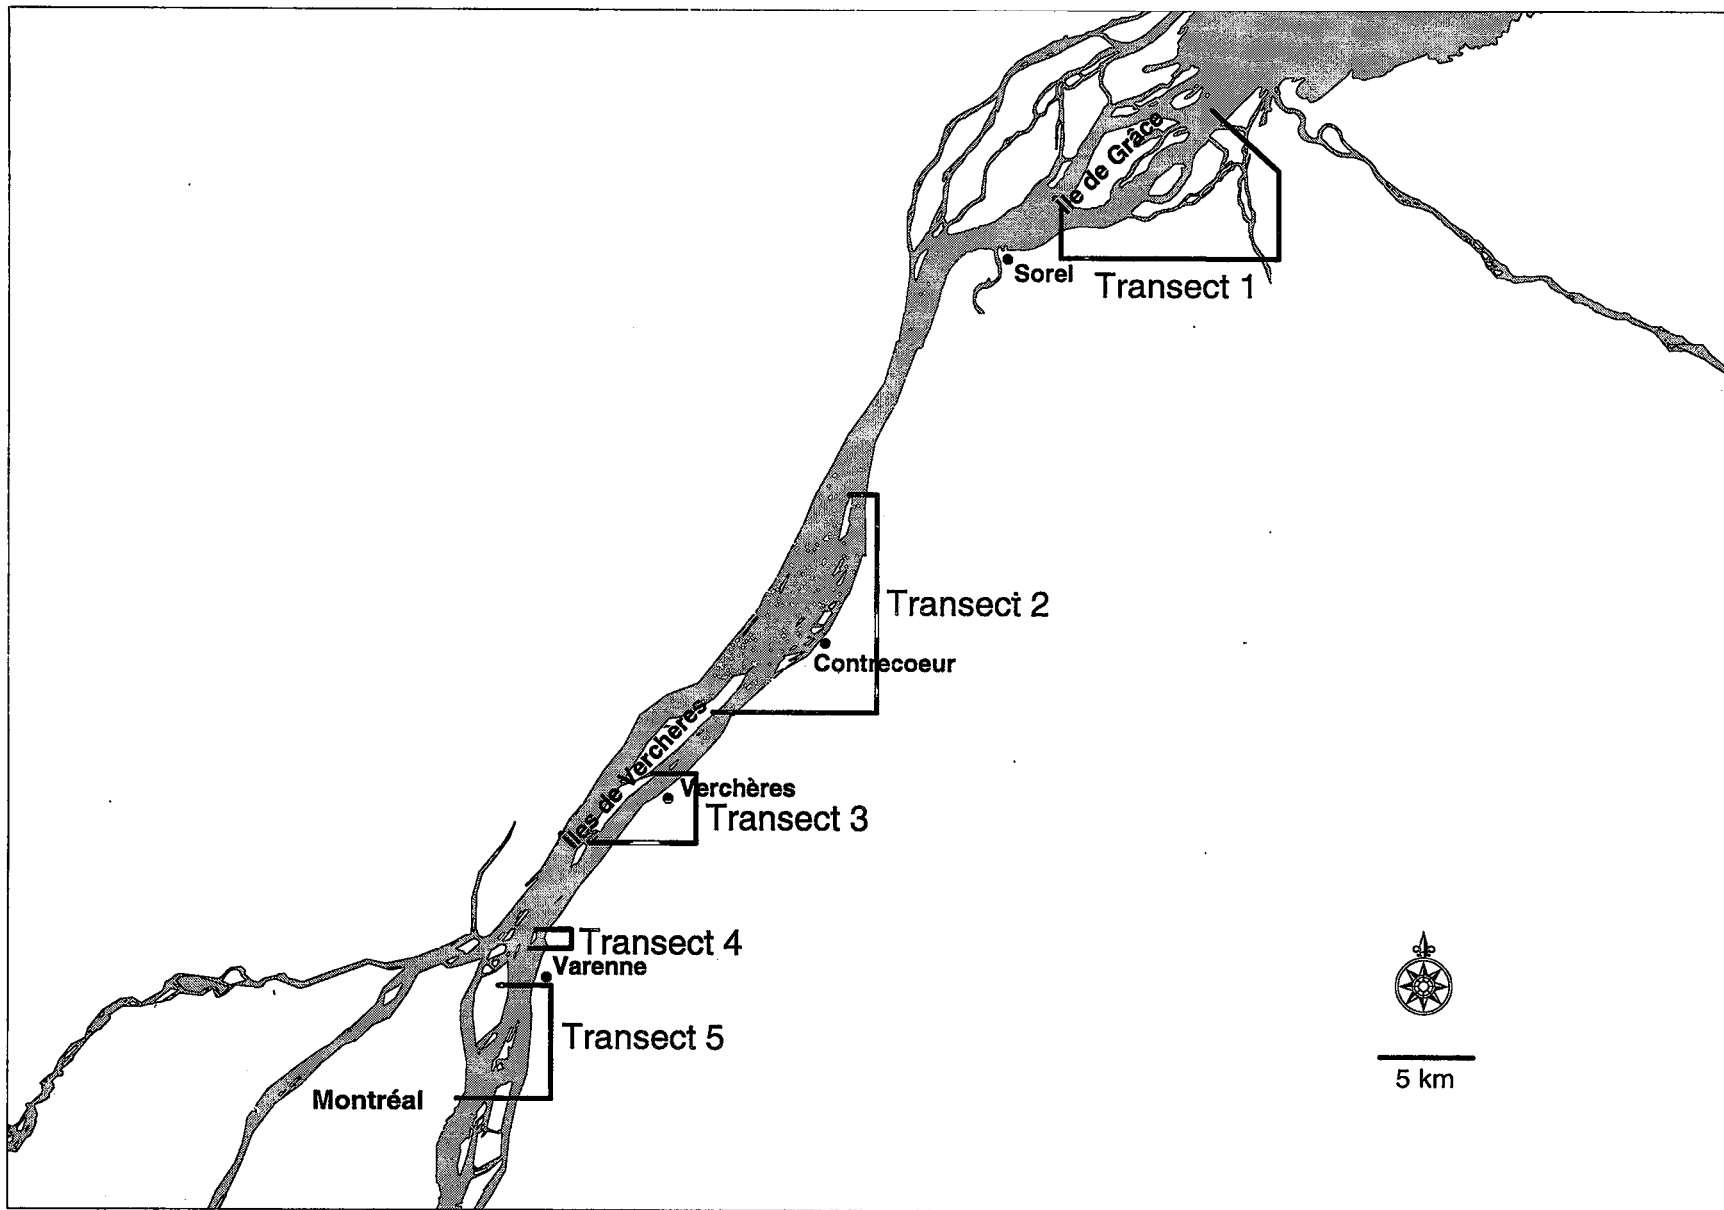 Île de Grâce
Sorel
Transect 1
Transect 2
Contrecoeur
Îles de Verchères
Verchères
Transect 3
Transect 4
Varenne
Transect 5
Montréal
5 km